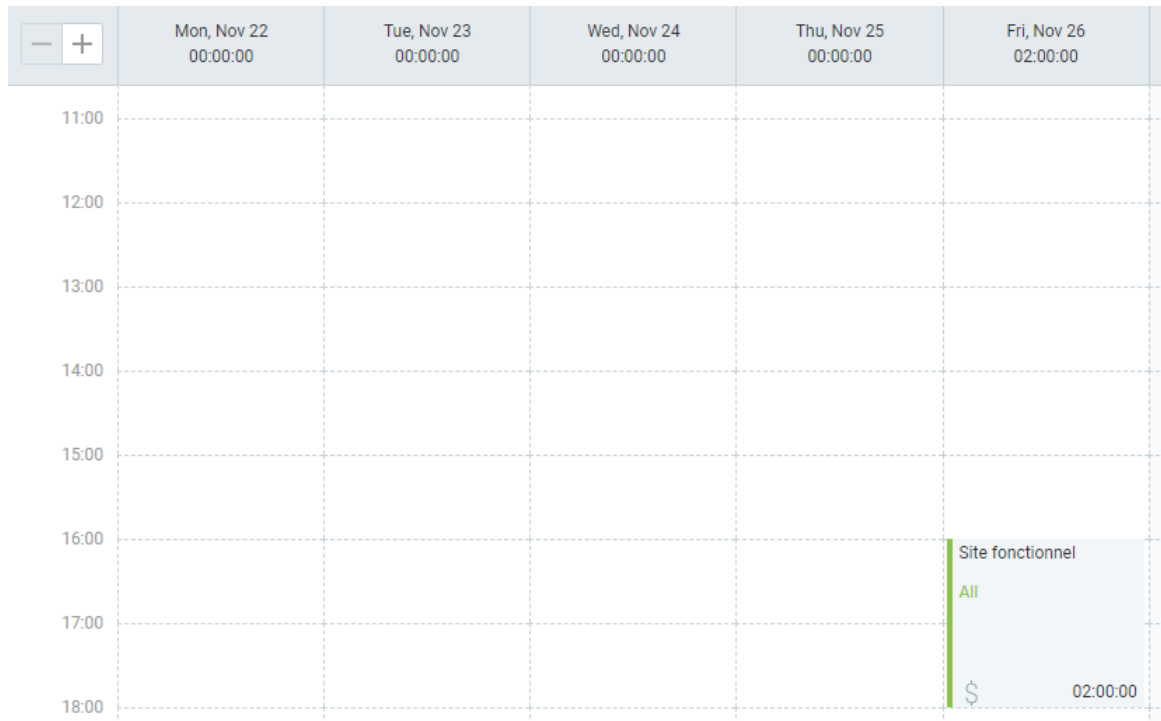 Mon, Nov 22
00:00:00
Tue, Nov 23
00:00:00
Wed, Nov 24
00:00:00
Thu, Nov 25
00:00:00
Fri, Nov 26
02:00:00
11:00
12:00
13:00
14:00
15:00
16:00
Site fonctionnel
All
17:00
$ 02:00:00
18:00